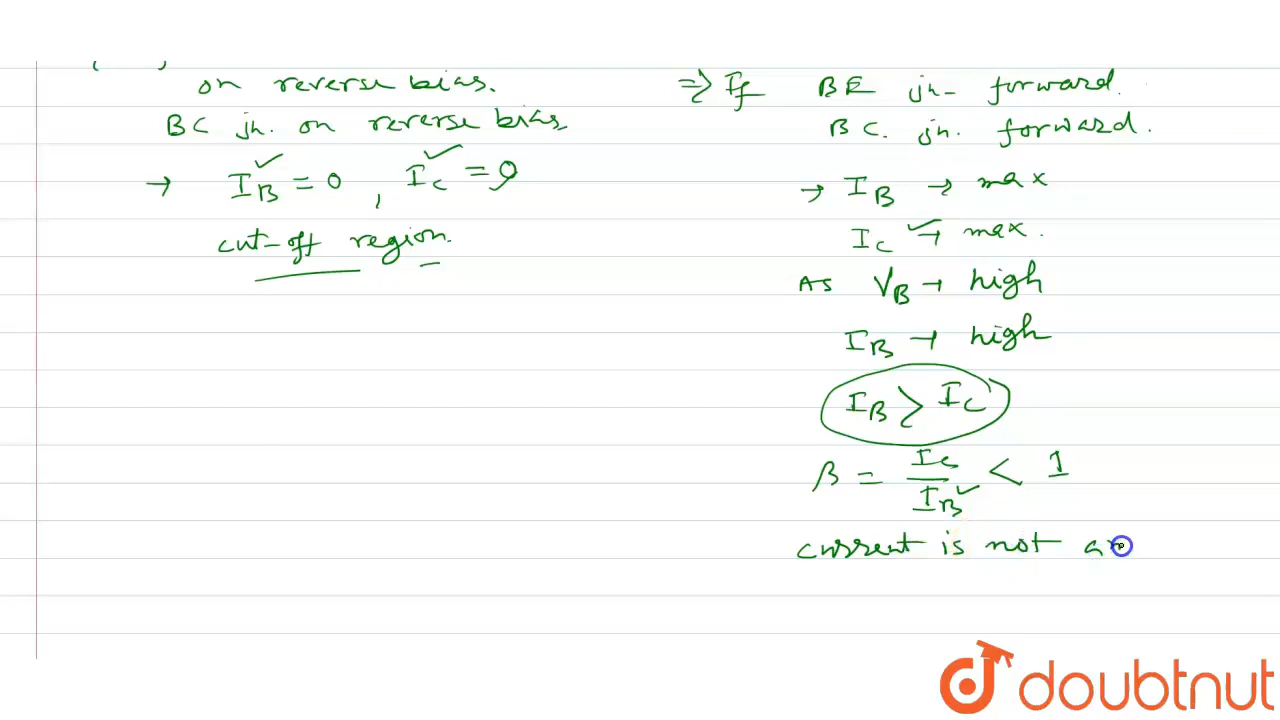 on reverse bias.
BC jn. on reverse bias
→ I_B = 0, I_C = 0
cut-off region.
⇒ If BE jn- forward.
BC. jn. forward.
→ I_B → max
I_C → max.
As V_B → high
I_B → high
I_B > I_C
β = I_C / I_B < 1
current is not
doubtnut